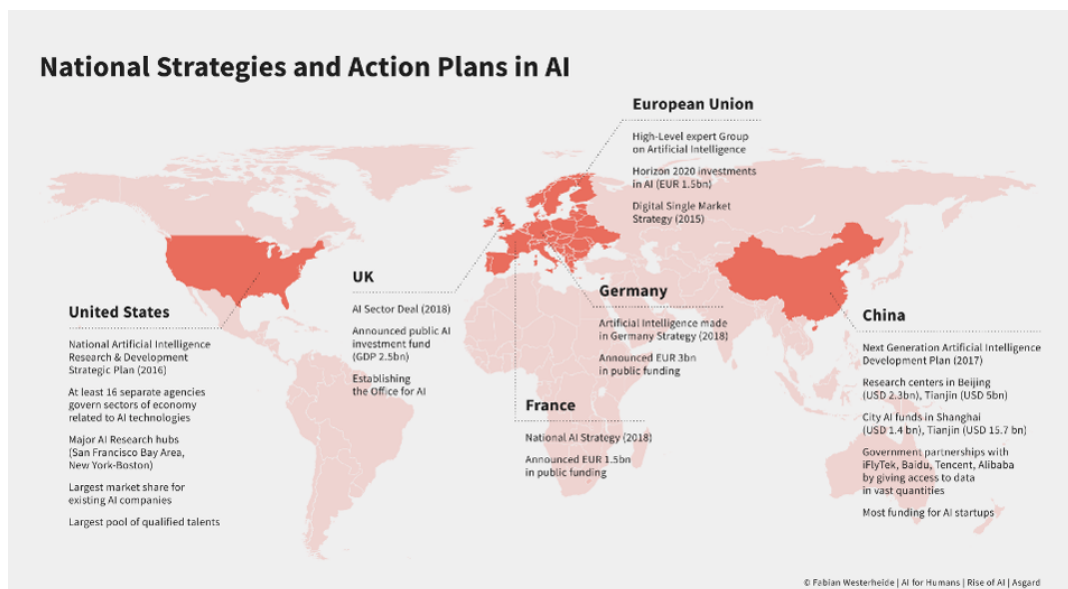 National Strategies and Action Plans in AI
European Union
High-Level expert Group
on Artificial Intelligence
Horizon 2020 investments
in AI (EUR 1.5bn)
Digital Single Market
Strategy (2015)
UK
AI Sector Deal (2018)
Announced public AI
investment fund
(GDP 2.5bn)
Establishing
the Office for AI
Germany
Artificial Intelligence made
in Germany Strategy (2018)
Announced EUR 3bn
in public funding
United States
National Artificial Intelligence
Research & Development
Strategic Plan (2016)
At least 16 separate agencies
govern sectors of economy
related to AI technologies
Major AI Research hubs
(San Francisco Bay Area,
New York-Boston)
Largest market share for
existing AI companies
Largest pool of qualified talents
France
National AI Strategy (2018)
Announced EUR 1.5bn
in public funding
China
Next Generation Artificial Intelligence
Development Plan (2017)
Research centers in Beijing
(USD 2.3bn), Tianjin (USD 5bn)
City AI funds in Shanghai
(USD 1.4 bn), Tianjin (USD 15.7 bn)
Government partnerships with
iFlyTek, Baidu, Tencent, Alibaba
by giving access to data
in vast quantities
Most funding for AI startups
© Fabian Westerheide | AI for Humans | Rise of AI | Asgard